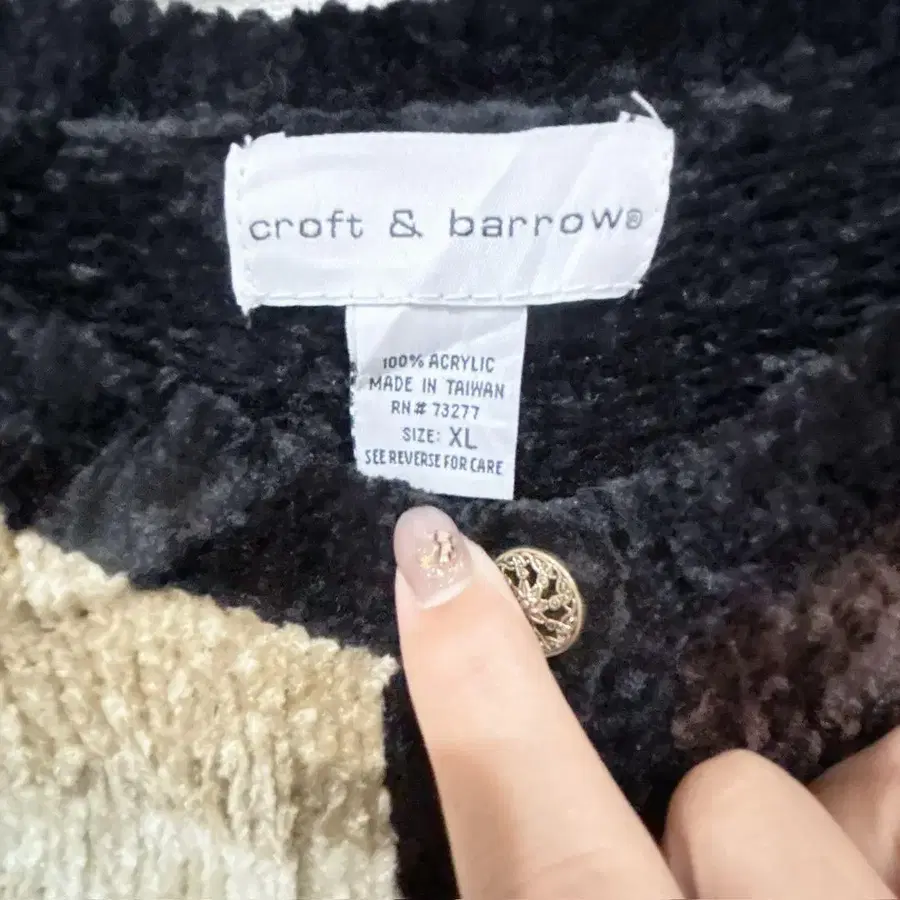 croft & barrow®
100% ACRYLIC
MADE IN TAIWAN
RN# 73277
SIZE: XL
SEE REVERSE FOR CARE